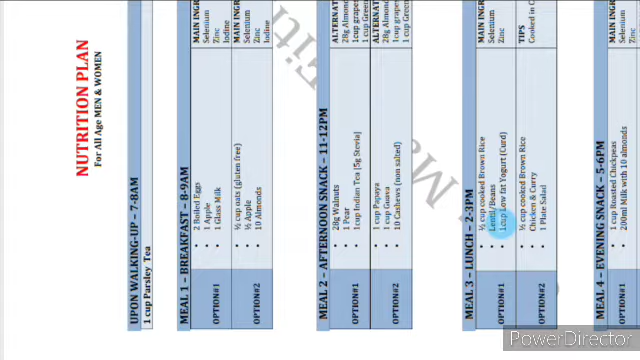 NUTRITION PLAN
For All Age MEN & WOMEN
UPON WALKING-UP – 7-8AM
1 cup Parsley Tea
MEAL 1 – BREAKFAST – 8-9AM
OPTION#1
• 2 Boiled Eggs
• 1 Apple
• 1 Glass Milk
MAIN INGR
Selenium
Zinc
Iodine
OPTION#2
• ½ cup oats (gluten free)
• ½ Apple
• 10 Almonds
MAIN INGR
Selenium
Zinc
Iodine
MEAL 2 – AFTERNOON SNACK – 11-12PM
OPTION#1
• 28g Walnuts
• 1 Pear
• 1cup Indian Tea [5g Stevia]
ALTERNAT
28g Almond
1cup grape
1 cup Green
OPTION#2
• 1 cup Papaya
• 1 cup Guava
• 10 Cashews (non salted)
ALTERNAT
28g Almon
1cup grapes
1 cup Green
MEAL 3 – LUNCH – 2-3PM
OPTION#1
• ½ cup cooked Brown Rice
• Lentil/Beans
• 1cup Low fat Yogurt (Curd)
MAIN INGR
Selenium
Zinc
OPTION#2
• ½ cup cooked Brown Rice
• Chicken & Curry
• 1 Plate Salad
TIPS
Cooked in C
MEAL 4 – EVENING SNACK – 5-6PM
OPTION#1
• 1 cup Roasted Chickpeas
• 200ml Milk with 10 almonds
MAIN INGR
Selenium
Zinc
PowerDirector